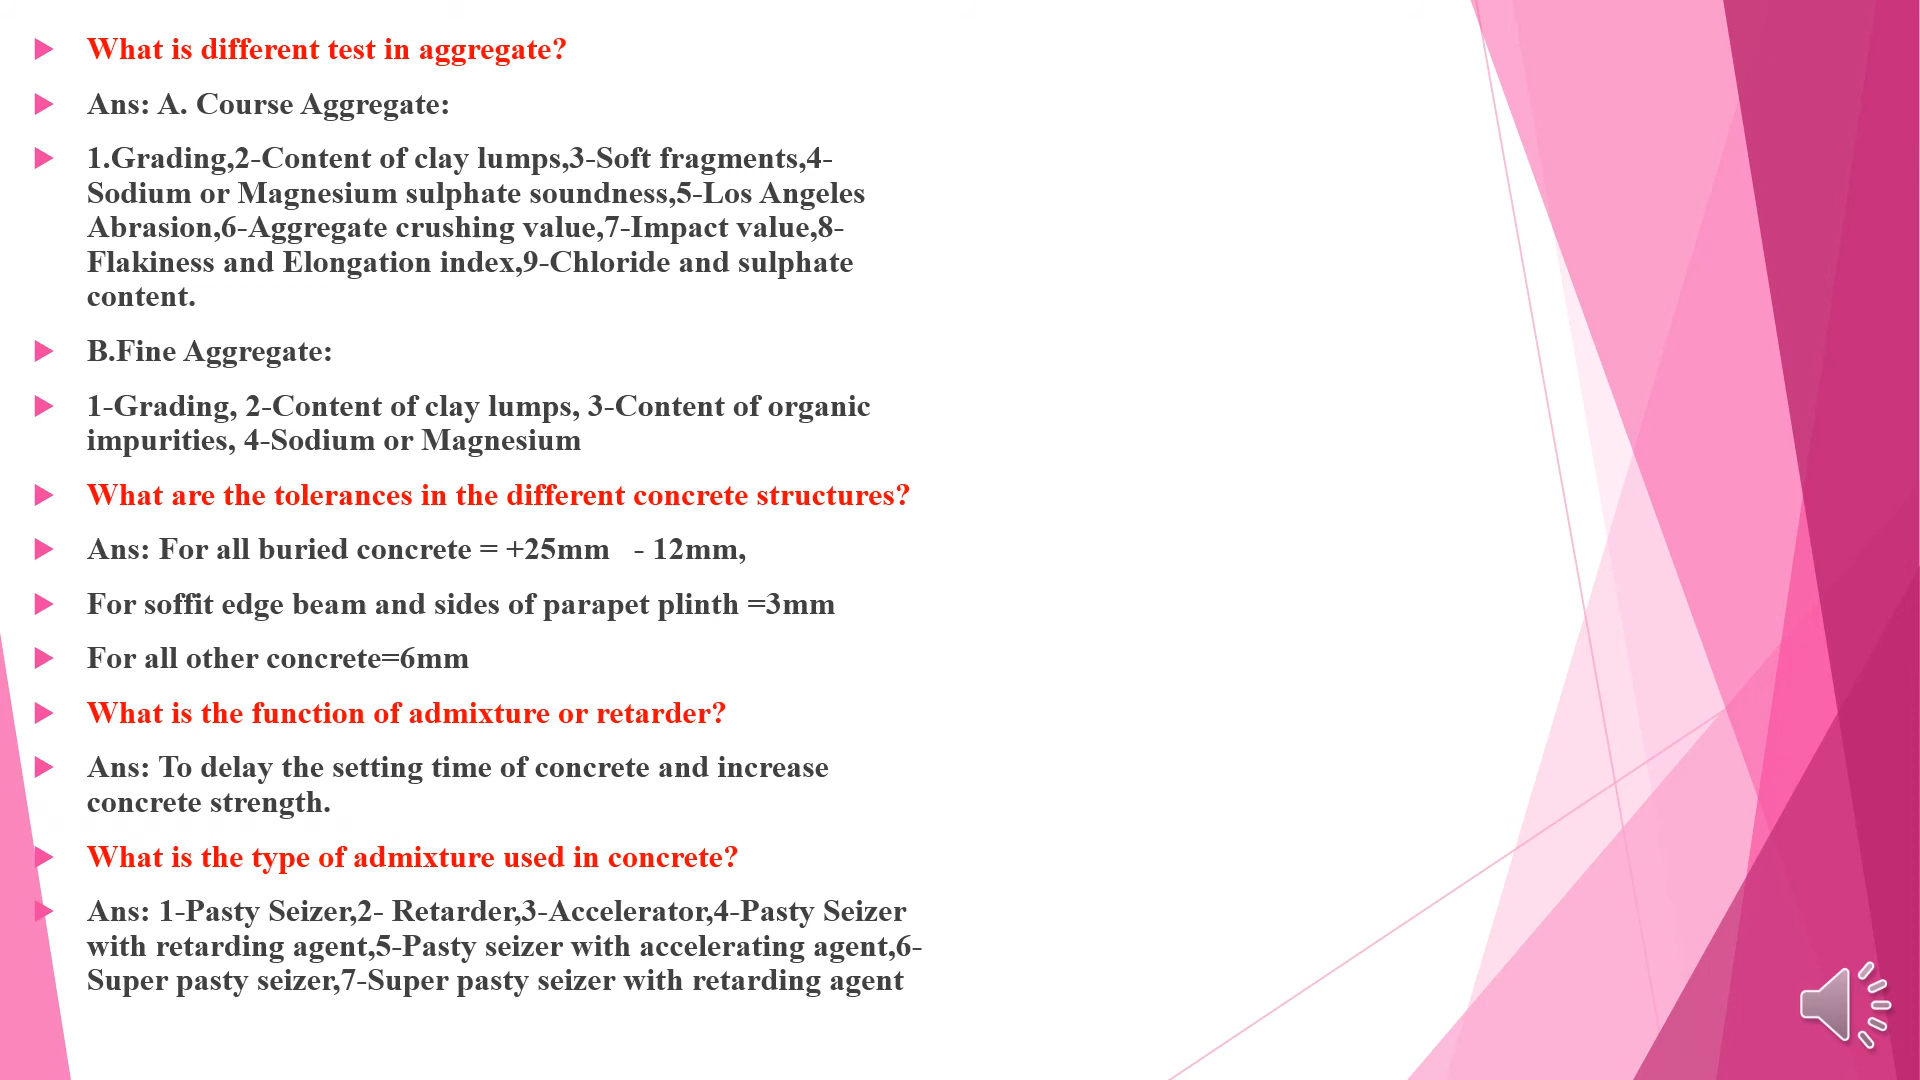 What is different test in aggregate?
Ans: A. Course Aggregate:
1.Grading,2-Content of clay lumps,3-Soft fragments,4-
Sodium or Magnesium sulphate soundness,5-Los Angeles
Abrasion,6-Aggregate crushing value,7-Impact value,8-
Flakiness and Elongation index,9-Chloride and sulphate
content.
B.Fine Aggregate:
1-Grading, 2-Content of clay lumps, 3-Content of organic
impurities, 4-Sodium or Magnesium
What are the tolerances in the different concrete structures?
Ans: For all buried concrete = +25mm   - 12mm,
For soffit edge beam and sides of parapet plinth =3mm
For all other concrete=6mm
What is the function of admixture or retarder?
Ans: To delay the setting time of concrete and increase
concrete strength.
What is the type of admixture used in concrete?
Ans: 1-Pasty Seizer,2- Retarder,3-Accelerator,4-Pasty Seizer
with retarding agent,5-Pasty seizer with accelerating agent,6-
Super pasty seizer,7-Super pasty seizer with retarding agent